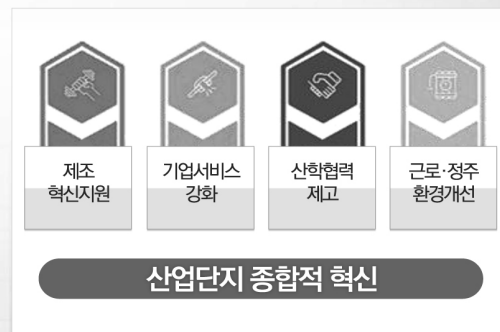 제조
혁신지원
기업서비스
강화
산학협력
제고
근로·정주
환경개선
산업단지 종합적 혁신